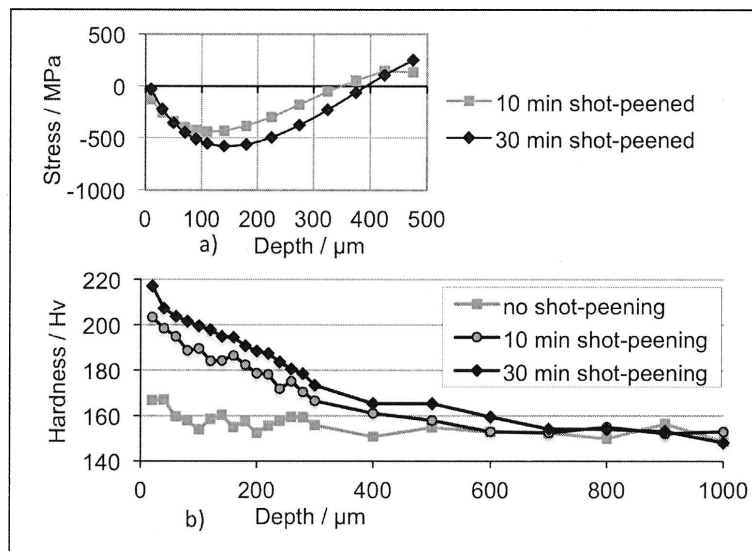 500
0
-500
-1000
Stress / MPa
0 100 200 300 400 500
a) Depth / µm
10 min shot-peened
30 min shot-peened
220
200
180
160
140
Hardness / Hv
no shot-peening
10 min shot-peening
30 min shot-peening
0 200 400 600 800 1000
b) Depth / µm